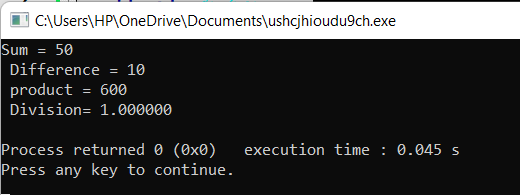 C:\Users\HP\OneDrive\Documents\ushcjhioudu9ch.exe
Sum = 50
Difference = 10
product = 600
Division= 1.000000
Process returned 0 (0x0)   execution time : 0.045 s
Press any key to continue.